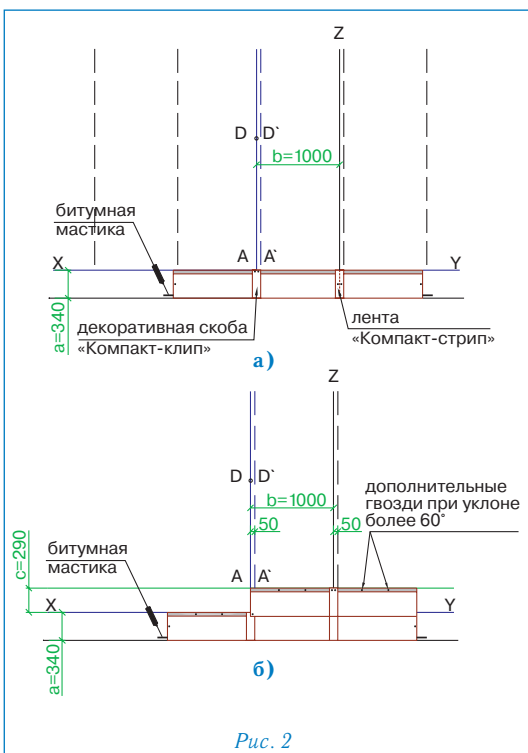 Z
D D`
b=1000
битумная
мастика
X
A A`
Y
a=340
декоративная скоба
«Компакт-клип»
лента
«Компакт-стрип»
а)
Z
D D`
b=1000
дополнительные
гвозди при уклоне
более 60°
50
50
битумная
мастика
c=290
A A`
X
Y
a=340
б)
Рис. 2